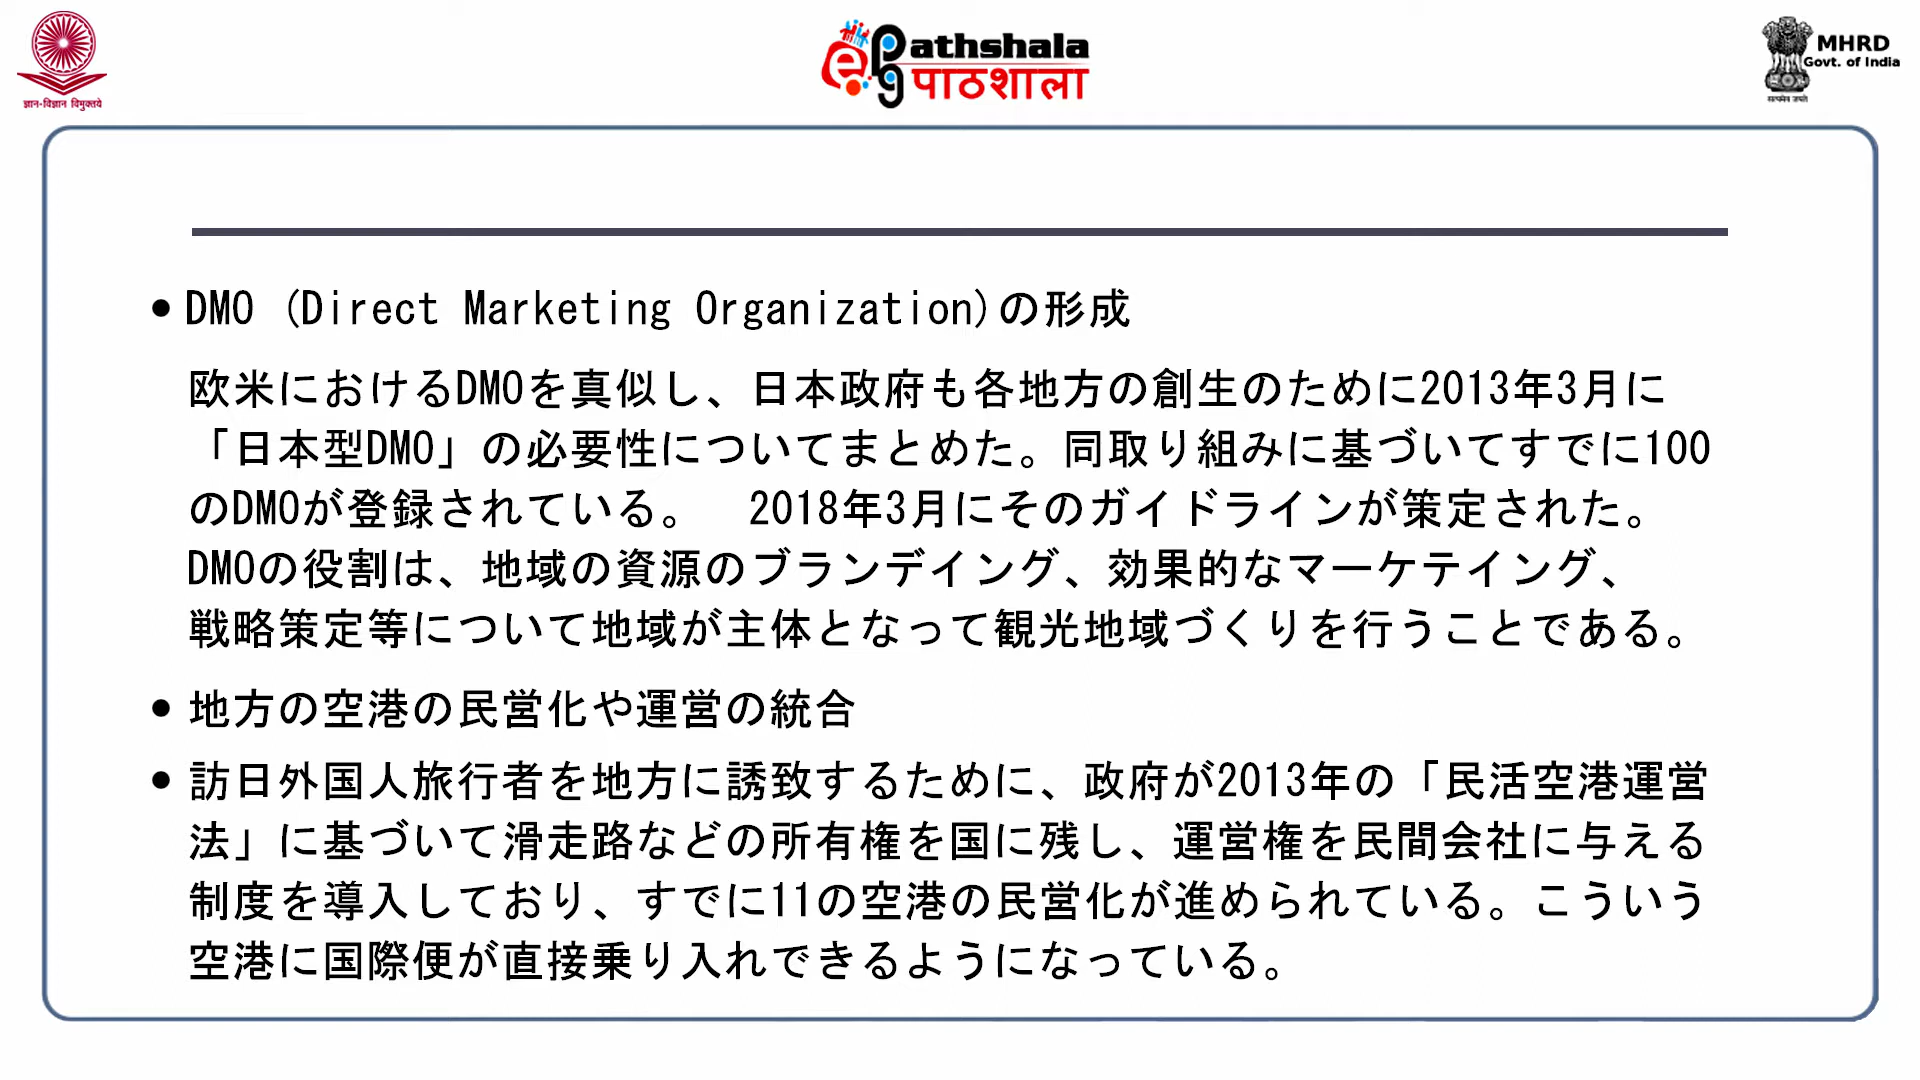 ज्ञान-विज्ञान विमुक्तये
ePGathshala
पाठशाला
MHRD
Govt. of India
सत्यमेव जयते
• DMO (Direct Marketing Organization)の形成
欧米におけるDMOを真似し、日本政府も各地方の創生のために2013年3月に
「日本型DMO」の必要性についてまとめた。同取り組みに基づいてすでに100
のDMOが登録されている。　2018年3月にそのガイドラインが策定された。
DMOの役割は、地域の資源のブランデイング、効果的なマーケテイング、
戦略策定等について地域が主体となって観光地域づくりを行うことである。
• 地方の空港の民営化や運営の統合
• 訪日外国人旅行者を地方に誘致するために、政府が2013年の「民活空港運営
法」に基づいて滑走路などの所有権を国に残し、運営権を民間会社に与える
制度を導入しており、すでに11の空港の民営化が進められている。こういう
空港に国際便が直接乗り入れできるようになっている。